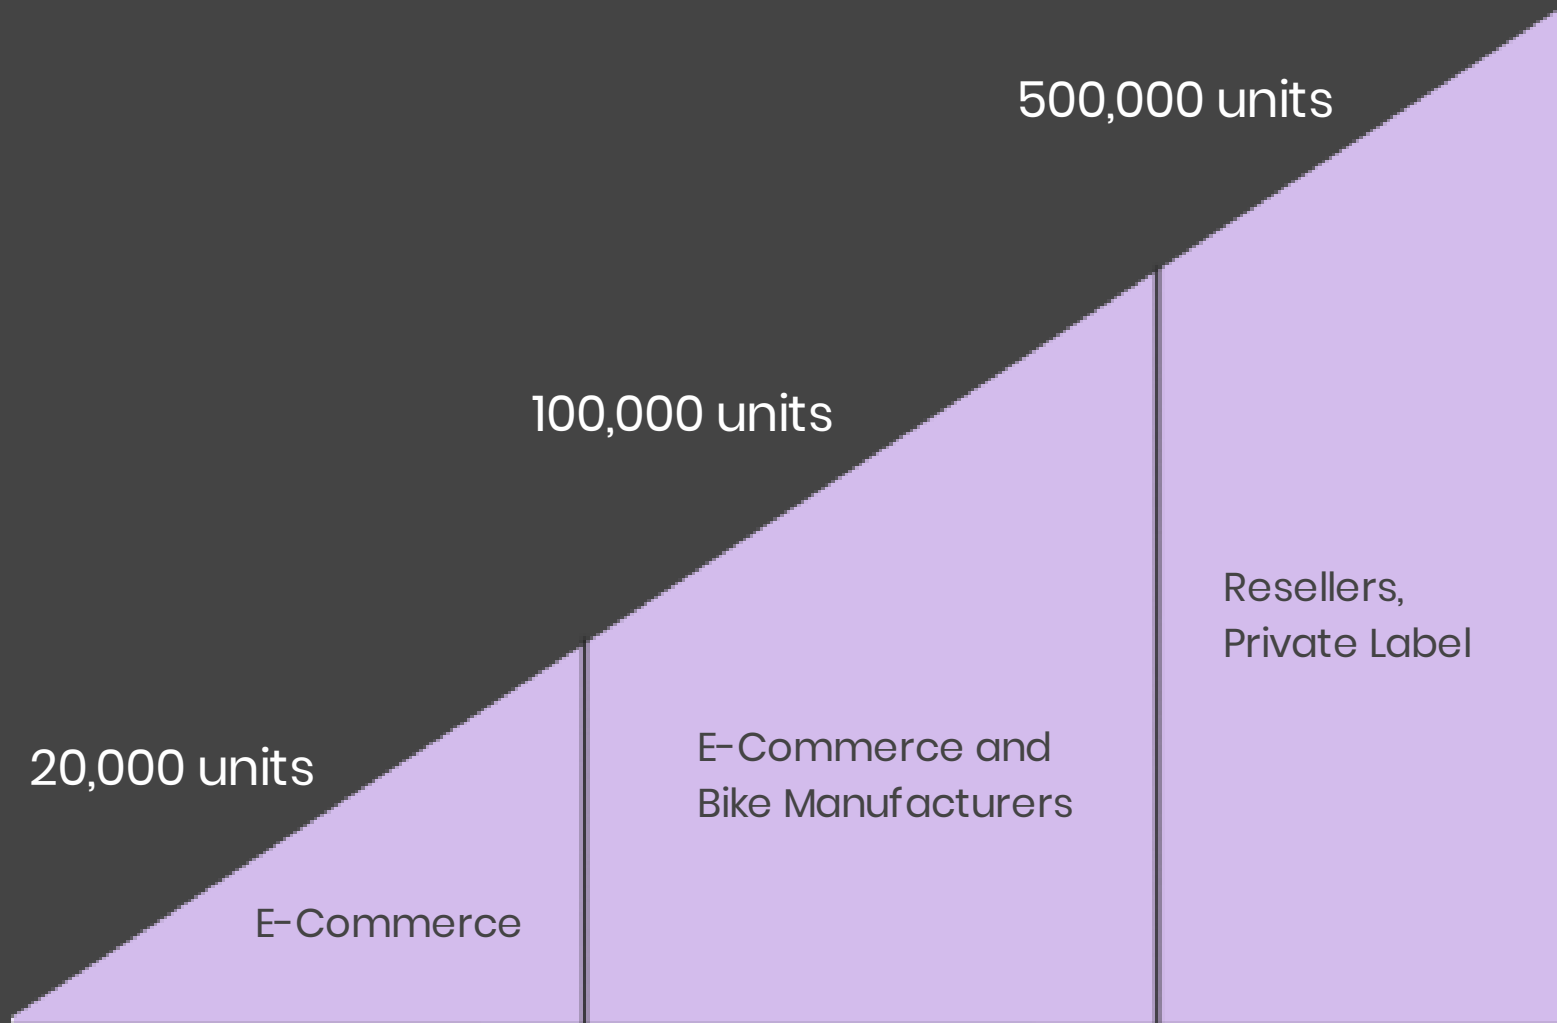 500,000 units
100,000 units
Resellers,
Private Label
E-Commerce and
Bike Manufacturers
20,000 units
E-Commerce